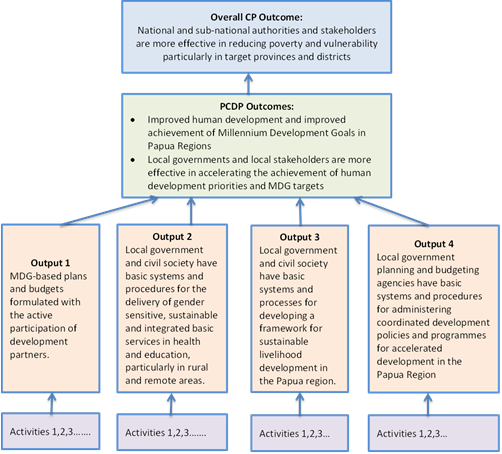 Overall CP Outcome:
National and sub-national authorities and stakeholders
are more effective in reducing poverty and vulnerability
particularly in target provinces and districts
PCDP Outcomes:
• Improved human development and improved
achievement of Millennium Development Goals in
Papua Regions
• Local governments and local stakeholders are more
effective in accelerating the achievement of human
development priorities and MDG targets
Output 1
MDG-based plans
and budgets
formulated with the
active
participation of
development
partners.
Output 2
Local government
and civil society have
basic systems and
procedures for the
delivery of gender
sensitive, sustainable
and integrated basic
services in health
and education,
particularly in rural
and remote areas.
Output 3
Local government
and civil society
have basic
systems and
processes for
developing a
framework for
sustainable
livelihood
development in
the Papua region.
Output 4
Local government
planning and budgeting
agencies have basic
systems and procedures
for administering
coordinated development
policies and programmes
for accelerated
development in the
Papua Region
Activities 1,2,3…….
Activities 1,2,3…….
Activities 1,2,3…
Activities 1,2,3…